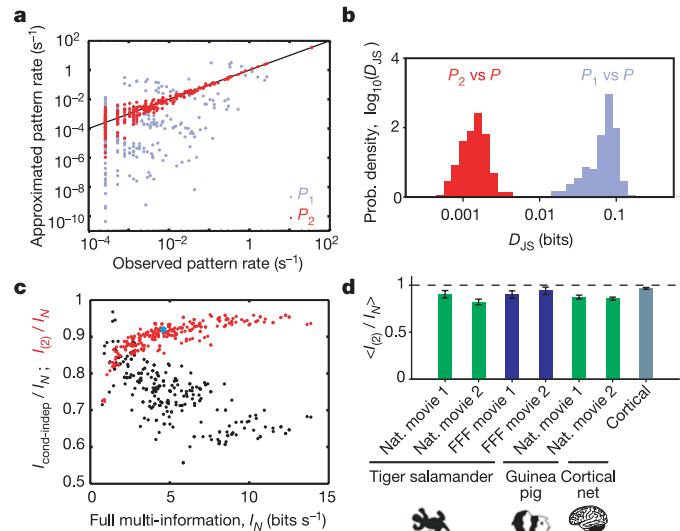 a
Approximated pattern rate (s⁻¹)
10²
1
10⁻²
10⁻⁴
10⁻⁶
10⁻⁸
10⁻¹⁰
P₁
P₂
10⁻⁴
10⁻²
1
10²
Observed pattern rate (s⁻¹)
b
Prob. density, log₁₀(D_JS)
4
2
0
P₂ vs P
P₁ vs P
0.001
0.01
0.1
D_JS (bits)
c
I_cond-indep / I_N ; I₍₂₎ / I_N
1
0.9
0.8
0.7
0.6
0.5
0
5
10
15
Full multi-information, I_N (bits s⁻¹)
d
<I₍₂₎ / I_N>
1
0.5
0
Nat. movie 1
Nat. movie 2
FFF movie 1
FFF movie 2
Nat. movie 1
Nat. movie 2
Cortical
Tiger salamander
Guinea pig
Cortical net